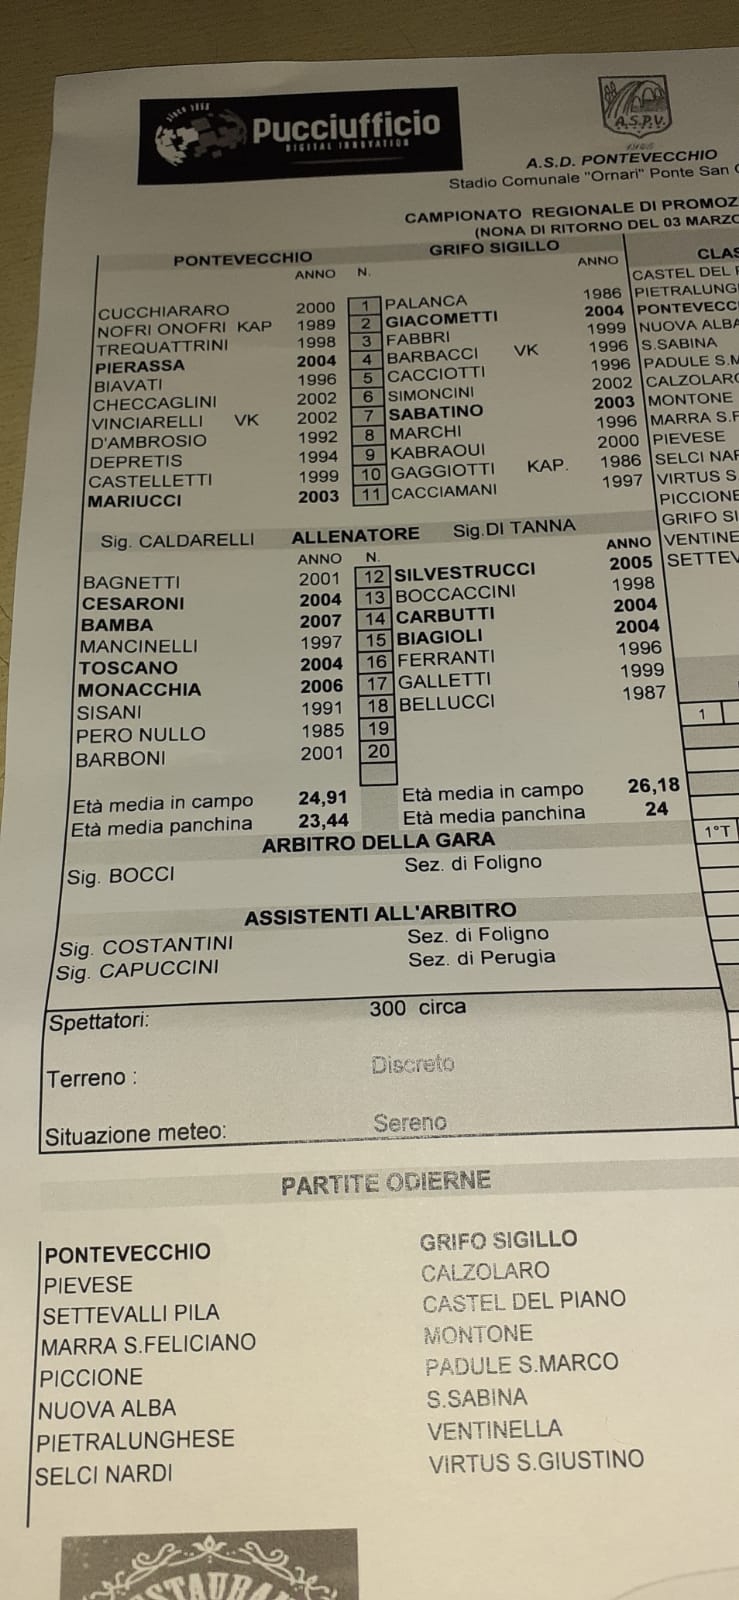 SINCE 1968
Pucciufficio
DIGITAL INNOVATION
A.S.P.V.
A.S.D. PONTEVECCHIO
Stadio Comunale "Ornari" Ponte San
CAMPIONATO REGIONALE DI PROMOZ
(NONA DI RITORNO DEL 03 MARZO
PONTEVECCHIO GRIFO SIGILLO CLAS
ANNO N. ANNO CASTEL DEL
CUCCHIARARO 2000 1 PALANCA 1986 PIETRALUNG
NOFRI ONOFRI KAP 1989 2 GIACOMETTI 2004 PONTEVECC
TREQUATTRINI 1998 3 FABBRI 1999 NUOVA ALBA
PIERASSA 2004 4 BARBACCI VK 1996 S.SABINA
BIAVATI 1996 5 CACCIOTTI 1996 PADULE S.M
CHECCAGLINI 2002 6 SIMONCINI 2002 CALZOLARO
VINCIARELLI VK 2002 7 SABATINO 2003 MONTONE
D'AMBROSIO 1992 8 MARCHI 1996 MARRA S.F
DEPRETIS 1994 9 KABRAOUI 2000 PIEVESE
CASTELLETTI 1999 10 GAGGIOTTI KAP. 1986 SELCI NAR
MARIUCCI 2003 11 CACCIAMANI 1997 VIRTUS S.
PICCIONE
GRIFO SI
Sig. CALDARELLI ALLENATORE Sig.DI TANNA VENTINE
ANNO N. ANNO SETTEV
BAGNETTI 2001 12 SILVESTRUCCI 2005
CESARONI 2004 13 BOCCACCINI 1998
BAMBA 2007 14 CARBUTTI 2004
MANCINELLI 1997 15 BIAGIOLI 2004
TOSCANO 2004 16 FERRANTI 1996
MONACCHIA 2006 17 GALLETTI 1999
SISANI 1991 18 BELLUCCI 1987
PERO NULLO 1985 19 1
BARBONI 2001 20
Età media in campo 24,91 Età media in campo 26,18
Età media panchina 23,44 Età media panchina 24
ARBITRO DELLA GARA 1°T
Sig. BOCCI Sez. di Foligno
ASSISTENTI ALL'ARBITRO
Sig. COSTANTINI Sez. di Foligno
Sig. CAPUCCINI Sez. di Perugia
Spettatori: 300 circa
Terreno : Discreto
Situazione meteo: Sereno
PARTITE ODIERNE
PONTEVECCHIO GRIFO SIGILLO
PIEVESE CALZOLARO
SETTEVALLI PILA CASTEL DEL PIANO
MARRA S.FELICIANO MONTONE
PICCIONE PADULE S.MARCO
NUOVA ALBA S.SABINA
PIETRALUNGHESE VENTINELLA
SELCI NARDI VIRTUS S.GIUSTINO